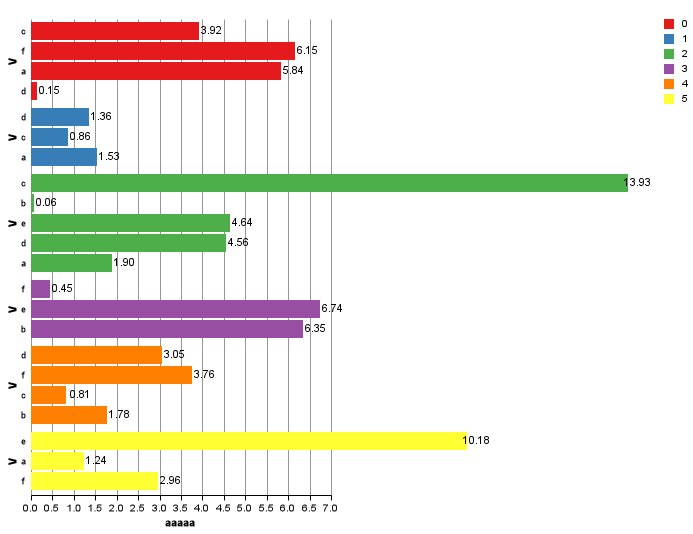 c 3.92
f 6.15
a 5.84
d 0.15
v
d 1.36
c 0.86
a 1.53
v
c 13.93
b 0.06
e 4.64
d 4.56
a 1.90
v
f 0.45
e 6.74
b 6.35
v
d 3.05
f 3.76
c 0.81
b 1.78
v
e 10.18
a 1.24
f 2.96
v
0.0 0.5 1.0 1.5 2.0 2.5 3.0 3.5 4.0 4.5 5.0 5.5 6.0 6.5 7.0
aaaaa
0
1
2
3
4
5